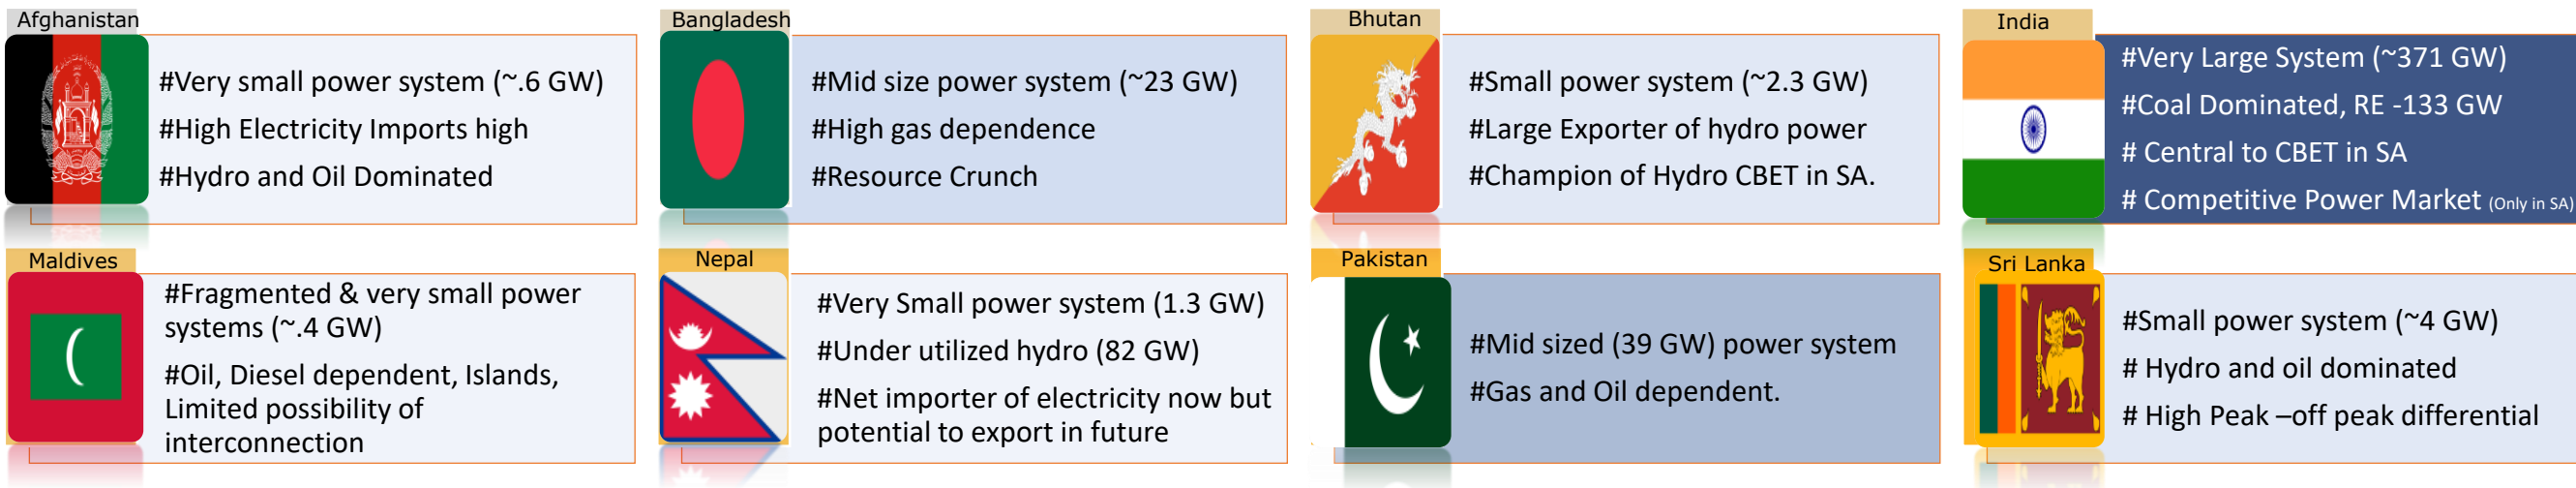 Afghanistan
#Very small power system (~.6 GW)
#High Electricity Imports high
#Hydro and Oil Dominated
Bangladesh
#Mid size power system (~23 GW)
#High gas dependence
#Resource Crunch
Bhutan
#Small power system (~2.3 GW)
#Large Exporter of hydro power
#Champion of Hydro CBET in SA.
India
#Very Large System (~371 GW)
#Coal Dominated, RE -133 GW
# Central to CBET in SA
# Competitive Power Market (Only in SA)
Maldives
#Fragmented & very small power
systems (~.4 GW)
#Oil, Diesel dependent, Islands,
Limited possibility of
interconnection
Nepal
#Very Small power system (1.3 GW)
#Under utilized hydro (82 GW)
#Net importer of electricity now but
potential to export in future
Pakistan
#Mid sized (39 GW) power system
#Gas and Oil dependent.
Sri Lanka
#Small power system (~4 GW)
# Hydro and oil dominated
# High Peak –off peak differential